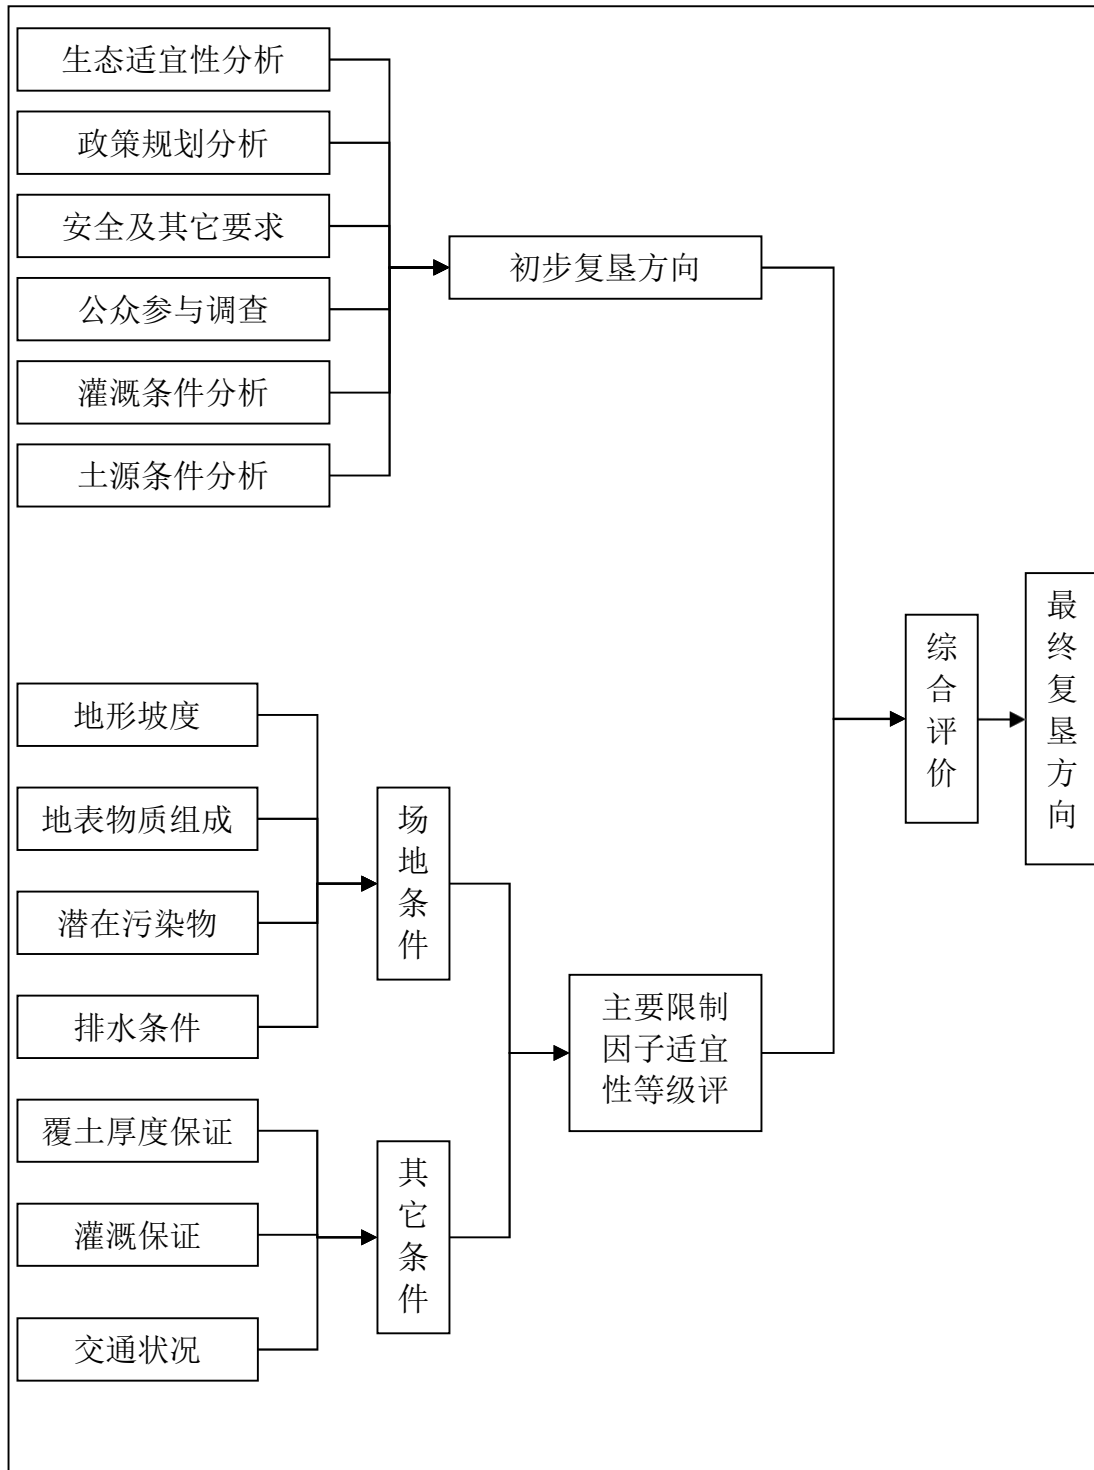 生态适宜性分析
政策规划分析
安全及其它要求
公众参与调查
灌溉条件分析
土源条件分析
初步复垦方向
地形坡度
地表物质组成
潜在污染物
排水条件
场地条件
覆土厚度保证
灌溉保证
交通状况
其它条件
主要限制
因子适宜
性等级评
综合评价
最终复垦方向